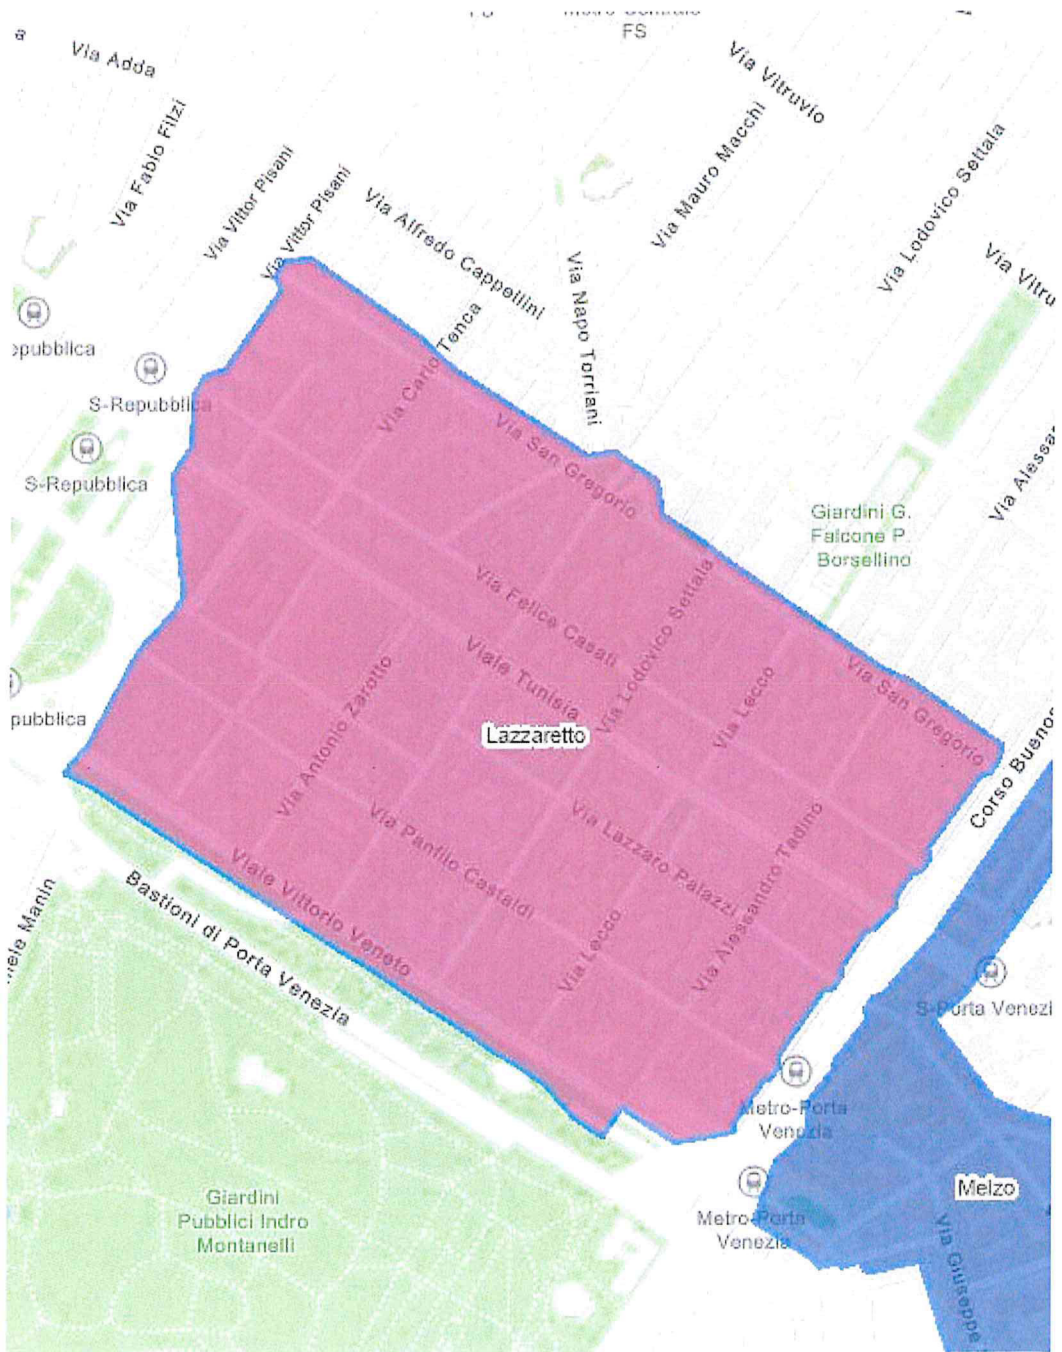 FS
Via Adda
Via Vitruvio
Via Fabio Filzi
Via Mauro Macchi
Via Lodovico Settala
Via Vittor Pisani
Via Vittor Pisani
Via Alfredo Cappellini
Via Napo Torriani
Via Vitru
epubblica
Via Carlo Tenca
S-Repubblica
Via San Gregorio
S-Repubblica
Via Alessa
Giardini G.
Falcone P.
Borsellino
Via Felice Casati
Via Lodovico Settala
Viale Tunisia
Via Antonio Zarotto
Via Lecco
Via San Gregorio
pubblica
Lazzaretto
Corso Buenos
Via Panfilo Castaldi
Via Lazzaro Palazzi
Via Alessandro Tadino
Viale Vittorio Veneto
Bastioni di Porta Venezia
Via Lecco
iele Manin
S-Porta Venezi
Metro-Porta
Venezia
Giardini
Pubblici Indro
Montanelli
Melzo
Metro-Porta
Venezia
Via Giuseppe